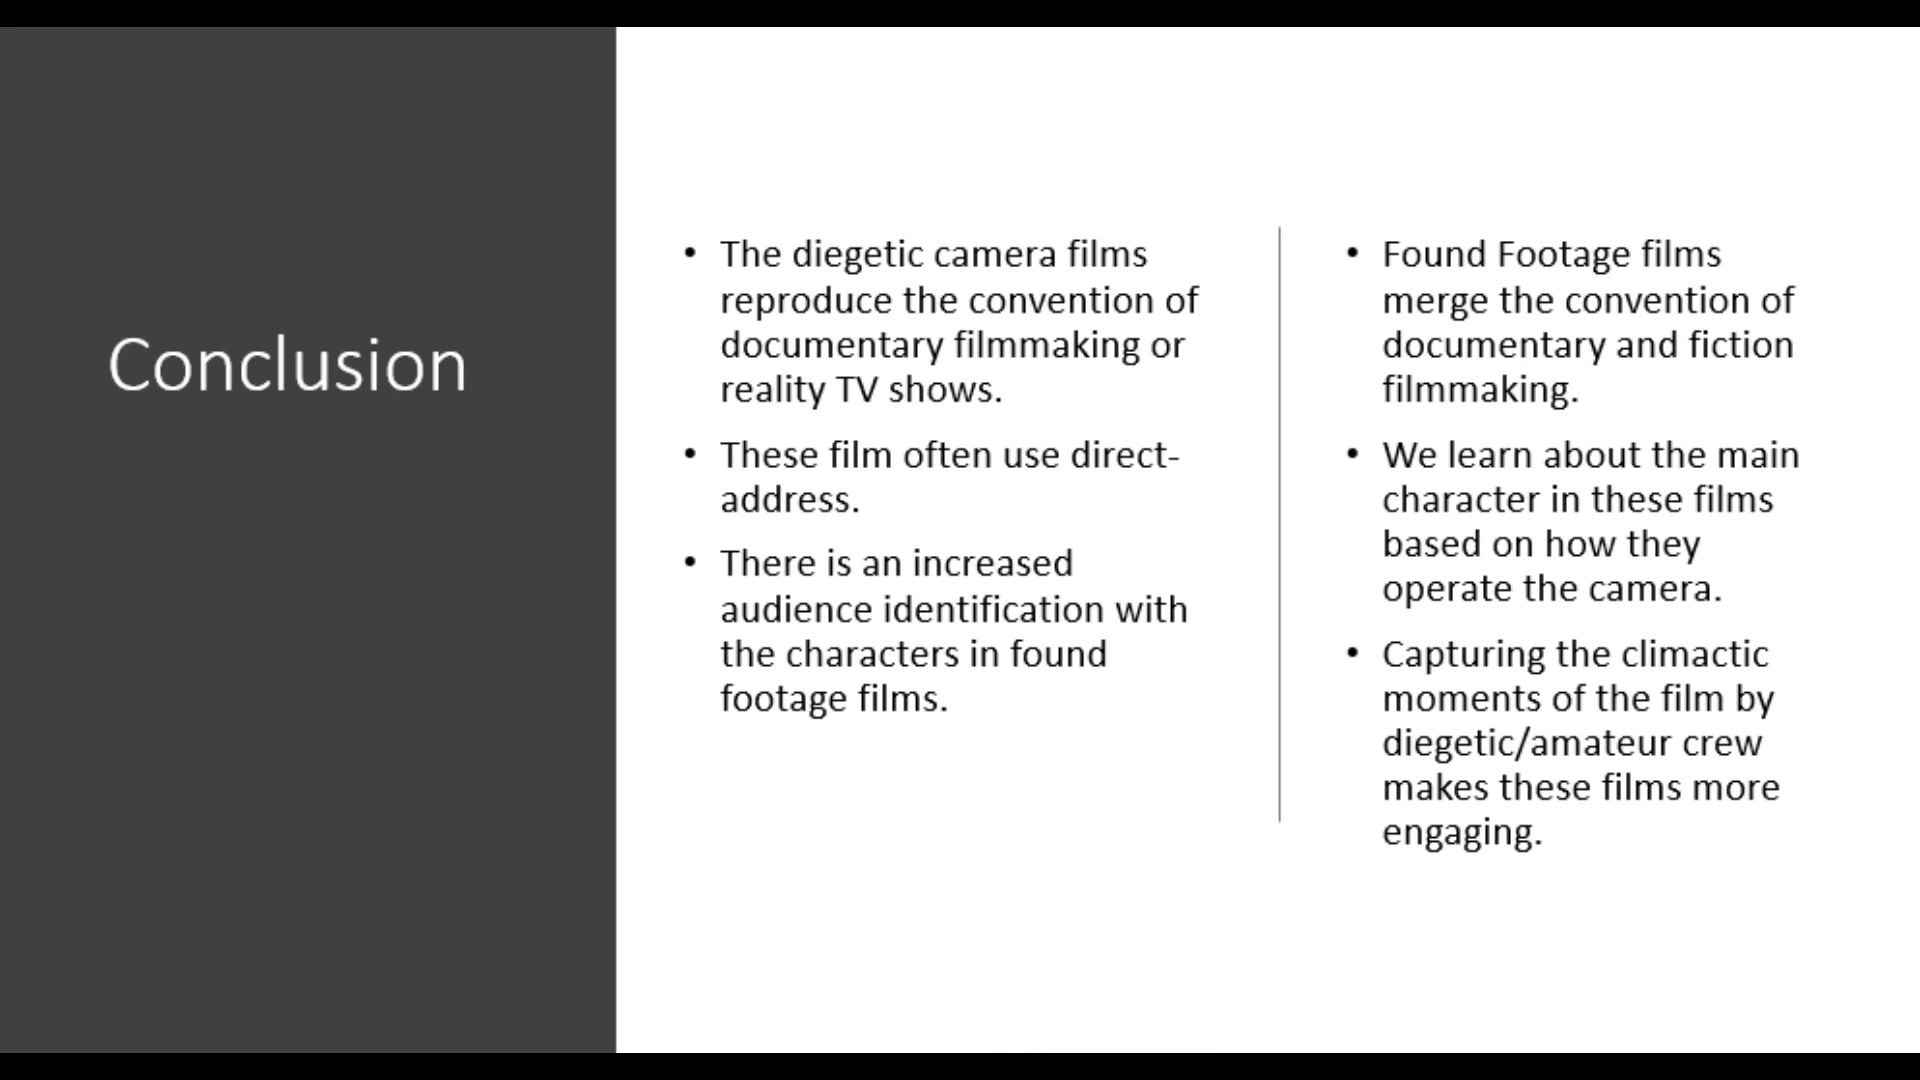 Conclusion
• The diegetic camera films
reproduce the convention of
documentary filmmaking or
reality TV shows.
• These film often use direct-
address.
• There is an increased
audience identification with
the characters in found
footage films.
• Found Footage films
merge the convention of
documentary and fiction
filmmaking.
• We learn about the main
character in these films
based on how they
operate the camera.
• Capturing the climactic
moments of the film by
diegetic/amateur crew
makes these films more
engaging.